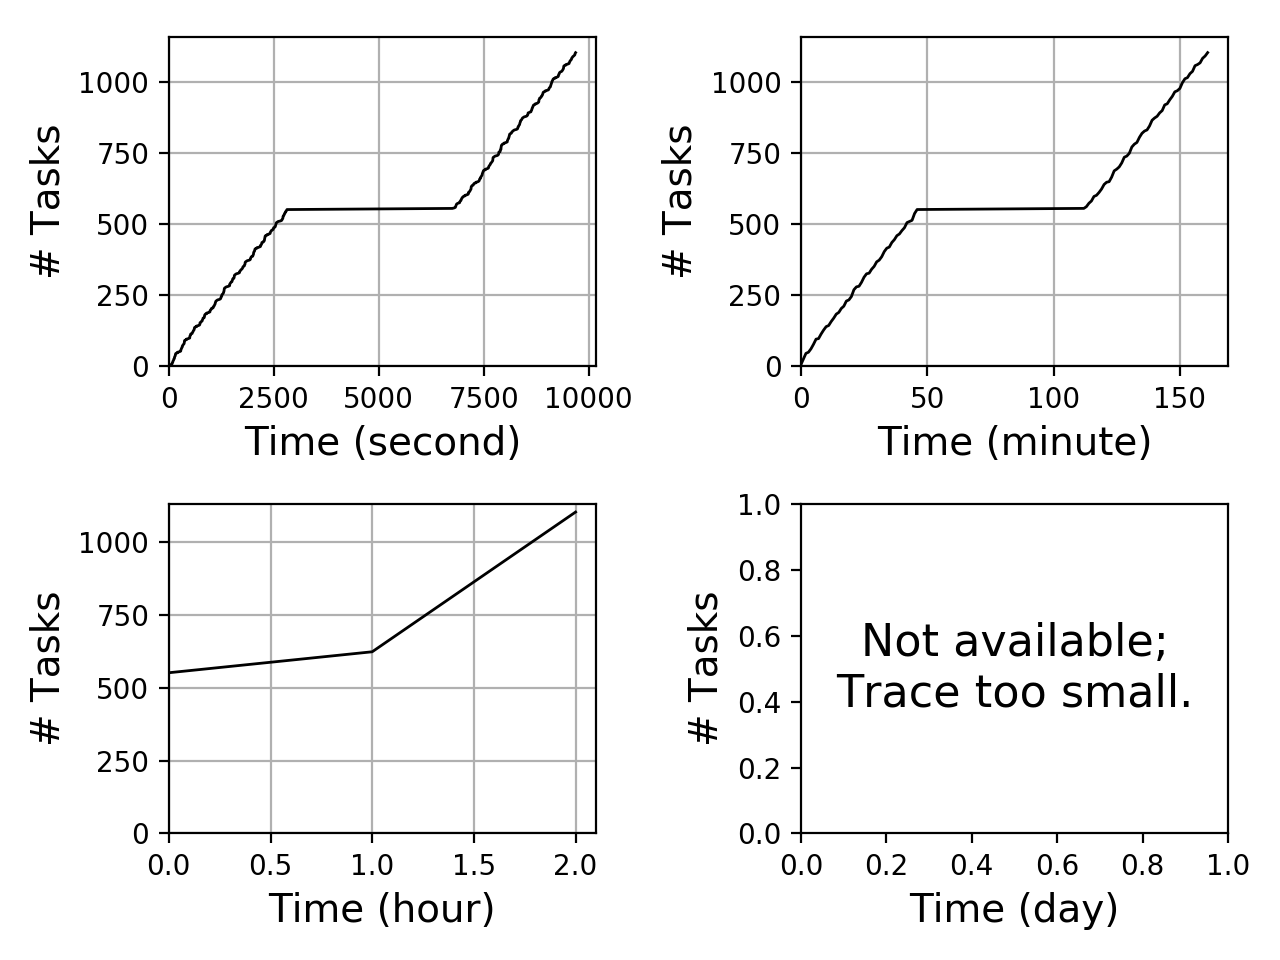 # Tasks
1000
750
500
250
0
0 2500 5000 7500 10000
Time (second)
# Tasks
1000
750
500
250
0
0 50 100 150
Time (minute)
# Tasks
1000
750
500
250
0
0.0 0.5 1.0 1.5 2.0
Time (hour)
# Tasks
1.0
0.8
0.6
0.4
0.2
0.0
Not available;
Trace too small.
0.0 0.2 0.4 0.6 0.8 1.0
Time (day)